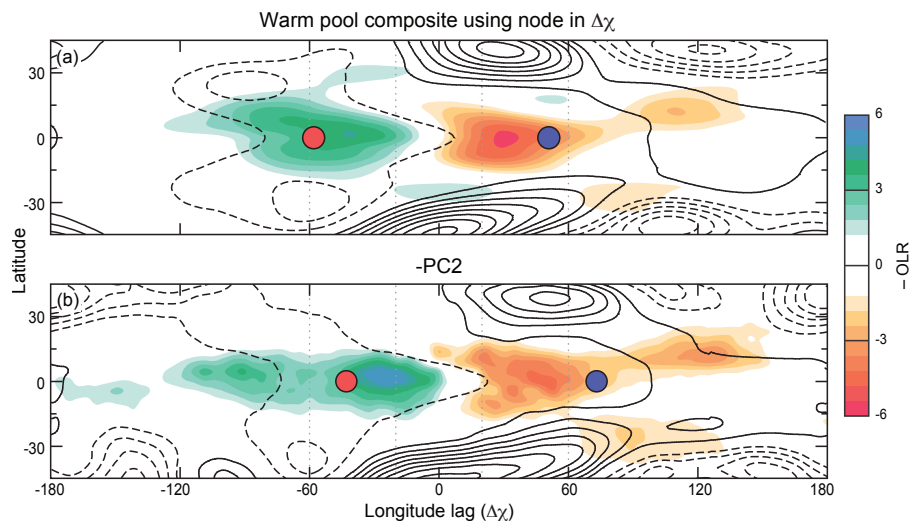 Warm pool composite using node in Δχ
(a)
30
0
-30
Latitude
-PC2
(b)
30
0
-30
-180
-120
-60
0
60
120
180
Longitude lag (Δχ)
6
3
0
-3
-6
– OLR